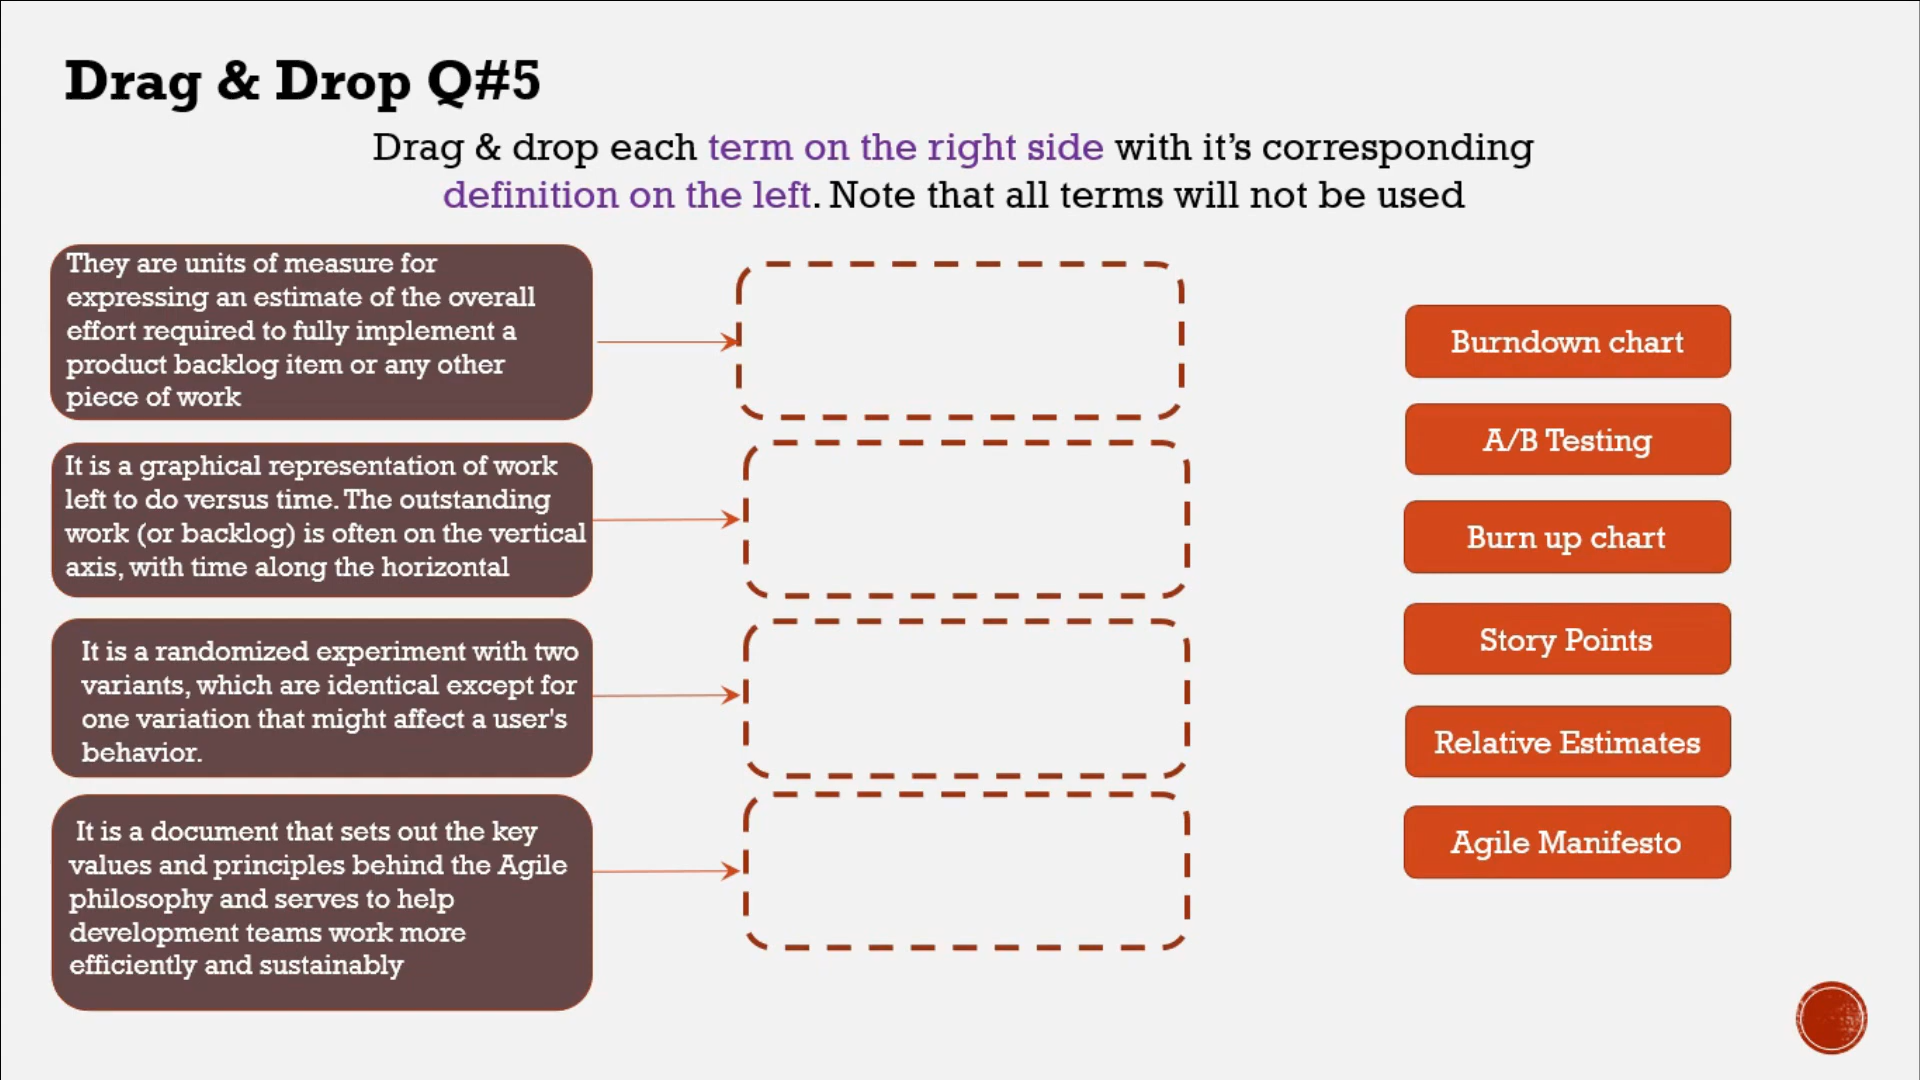 Drag & Drop Q#5
Drag & drop each term on the right side with it’s corresponding
definition on the left. Note that all terms will not be used
They are units of measure for
expressing an estimate of the overall
effort required to fully implement a
product backlog item or any other
piece of work
It is a graphical representation of work
left to do versus time. The outstanding
work (or backlog) is often on the vertical
axis, with time along the horizontal
It is a randomized experiment with two
variants, which are identical except for
one variation that might affect a user's
behavior.
It is a document that sets out the key
values and principles behind the Agile
philosophy and serves to help
development teams work more
efficiently and sustainably
Burndown chart
A/B Testing
Burn up chart
Story Points
Relative Estimates
Agile Manifesto